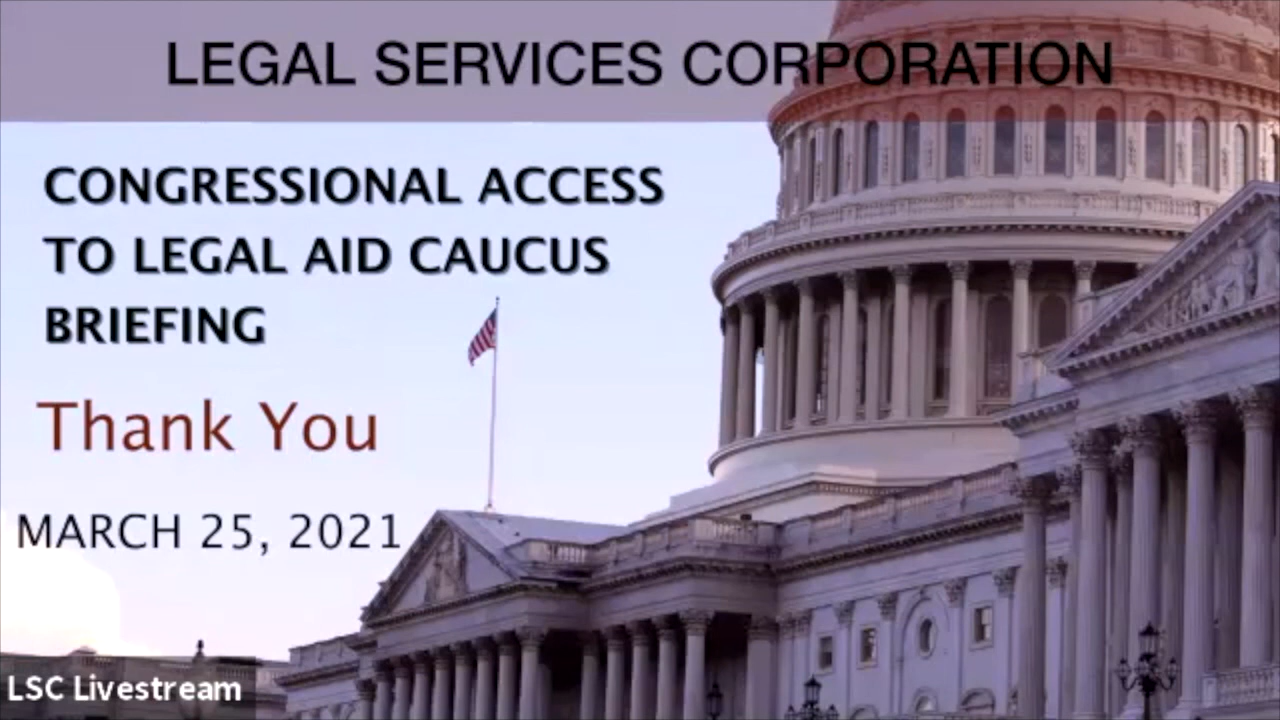 LEGAL SERVICES CORPORATION
CONGRESSIONAL ACCESS
TO LEGAL AID CAUCUS
BRIEFING
Thank You
MARCH 25, 2021
LSC Livestream